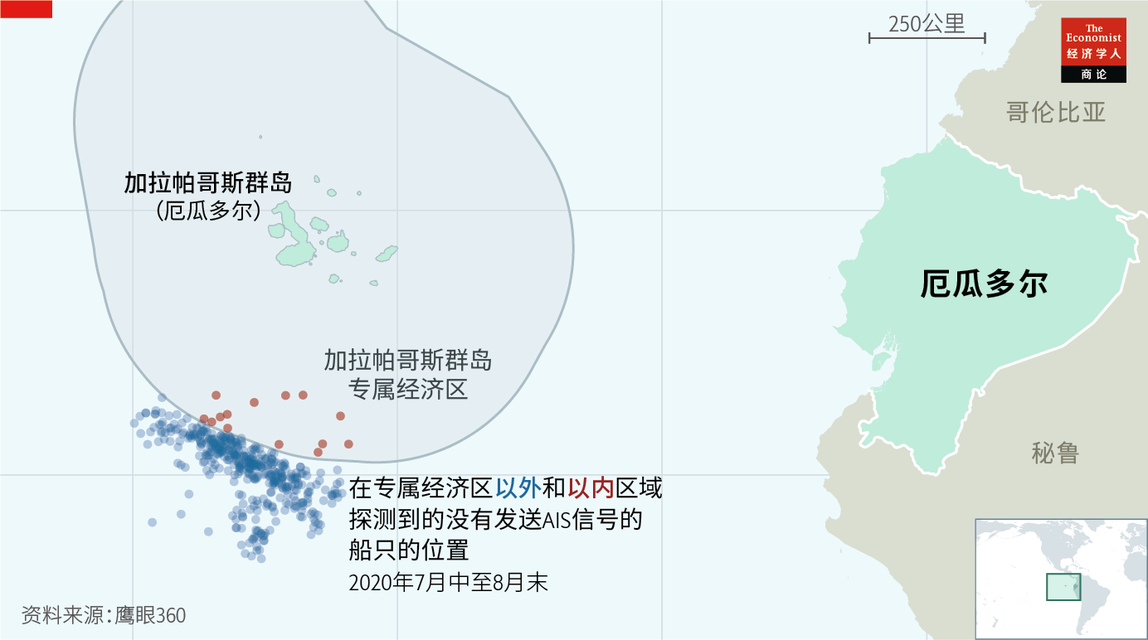 250公里
The
Economist
经济学人
商论
哥伦比亚
加拉帕哥斯群岛
（厄瓜多尔）
厄瓜多尔
加拉帕哥斯群岛
专属经济区
秘鲁
在专属经济区以外和以内区域
探测到的没有发送AIS信号的
船只的位置
2020年7月中至8月末
资料来源：鹰眼360